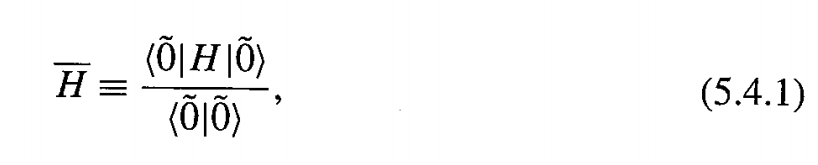 H̅ ≡ ⟨0̃|H|0̃⟩ / ⟨0̃|0̃⟩, (5.4.1)